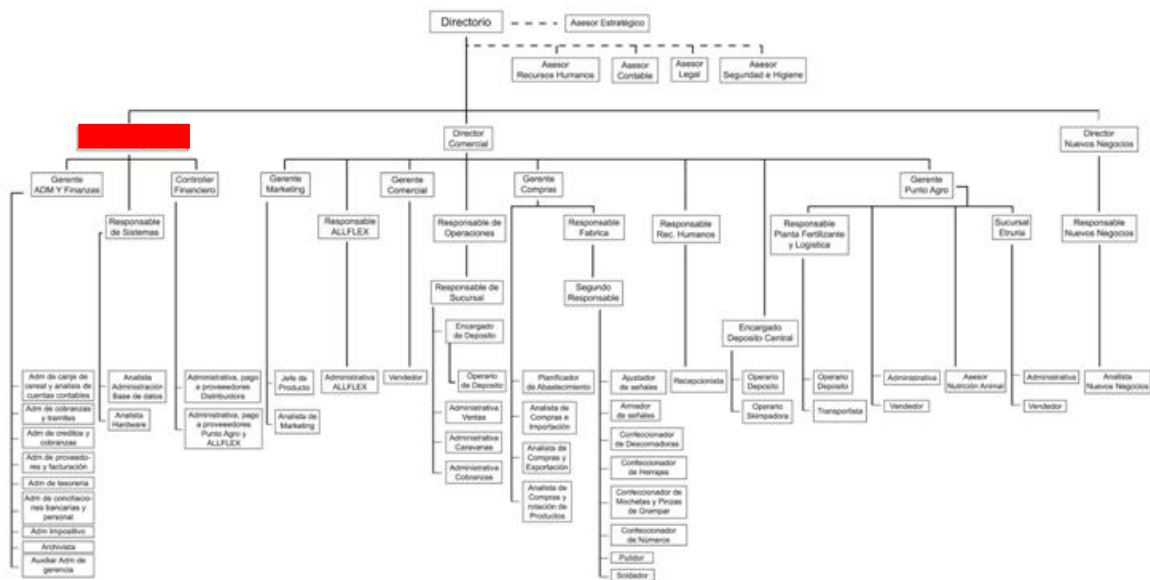 Directorio
Asesor Estratégico
Asesor
Recursos Humanos
Asesor
Contable
Asesor
Legal
Asesor
Seguridad e Higiene
Director
Comercial
Director
Nuevos Negocios
Gerente
ADM Y Finanzas
Controller
Financiero
Gerente
Marketing
Gerente
Comercial
Gerente
Compras
Gerente
Punto Agro
Responsable
de Sistemas
Responsable
ALLFLEX
Responsable de
Operaciones
Responsable
Fabrica
Responsable
Rec. Humanos
Responsable
Planta Fertilizante
y Logistica
Sucursal
Etruria
Responsable
Nuevos Negocios
Responsable de
Sucursal
Segundo
Responsable
Encargado
de Deposito
Encargado
Deposito Central
Adm de canje de
cereal y analisis de
cuentas contables
Analista
Administración
Base de datos
Administrativa, pago
a proveeedores
Distribuidora
Jefe de
Producto
Administrativa
ALLFLEX
Vendedor
Operario
de Deposito
Planificador
de Abastecimiento
Ajustador
de señales
Recepcionista
Operario
Deposito
Operario
Deposito
Administrativa
Asesor
Nutrición Animal
Administrativa
Analista
Nuevos Negocios
Adm de cobranzas
y tramites
Analista
Hardware
Administrativa, pago
a proveeedores
Punto Agro y
ALLFLEX
Analista de
Marketing
Administrativa
Ventas
Analista de
Compras e
Importación
Armador
de señales
Operario
Skimpadora
Transportista
Vendedor
Vendedor
Adm de creditos y
cobranzas
Administrativa
Caravanas
Confeccionador
de Descornadoras
Adm de proveedo-
res y facturación
Administrativa
Cobranzas
Analista de
Compras y
Exportación
Confeccionador
de Herrajes
Adm de tesoreria
Adm de conciliacio-
nes bancarias y
personal
Analista de
Compras y
rotación de
Productos
Confeccionador de
Mochetas y Pinzas
de Grampar
Adm Impositivo
Confeccionador
de Números
Archivista
Auxiliar Adm de
gerencia
Pulidor
Soldador